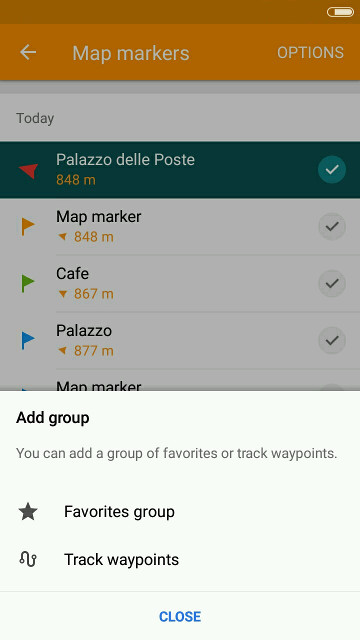 Map markers
OPTIONS
Today
Palazzo delle Poste
848 m
Map marker
848 m
Cafe
867 m
Palazzo
877 m
Map marker
Add group
You can add a group of favorites or track waypoints.
Favorites group
Track waypoints
CLOSE